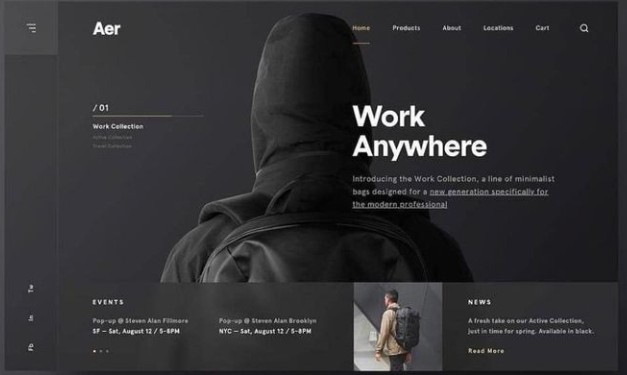 Aer
Home Products About Locations Cart
/ 01
Work Collection
Active Collection
Travel Collection
Work
Anywhere
Introducing the Work Collection, a line of minimalist
bags designed for a new generation specifically for
the modern professional
Tw
In
Fb
EVENTS
Pop-up @ Steven Alan Fillmore
SF — Sat, August 12 / 5-8PM
Pop-up @ Steven Alan Brooklyn
NYC — Sat, August 12 / 5-8PM
NEWS
A fresh take on our Active Collection,
just in time for spring. Available in black.
Read More